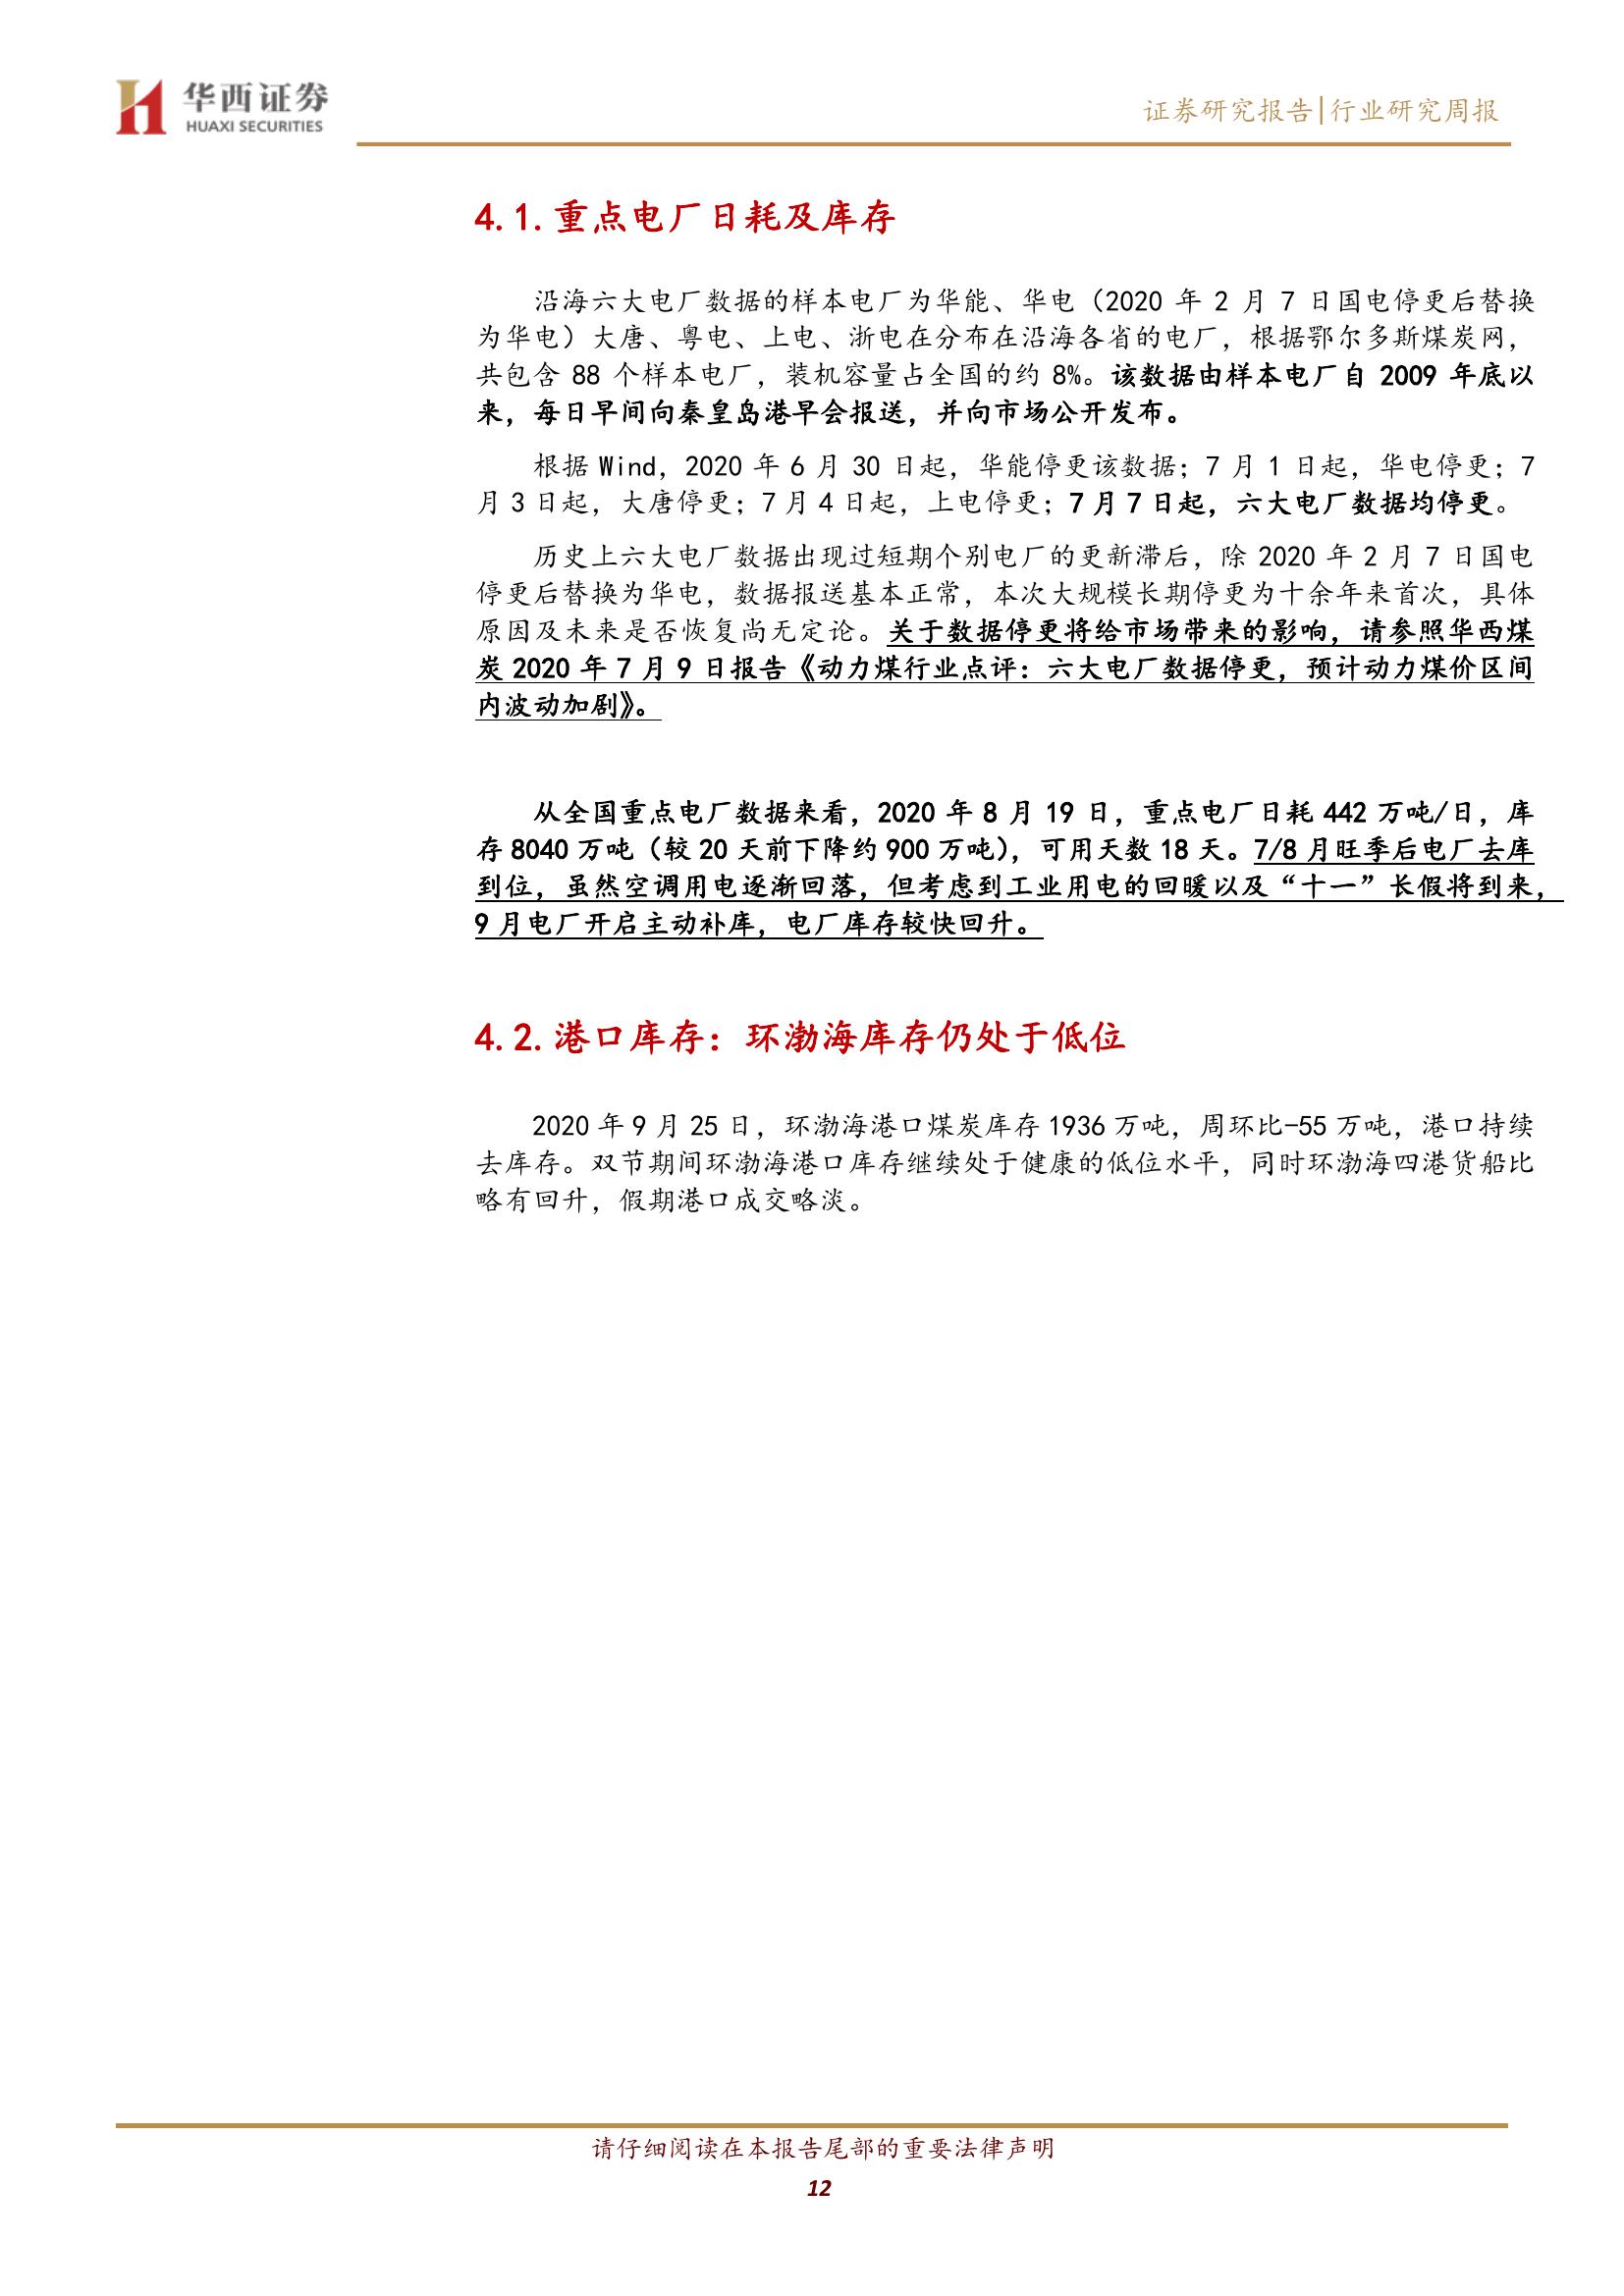 华西证券
HUAXI SECURITIES
证券研究报告|行业研究周报
4.1.重点电厂日耗及库存
沿海六大电厂数据的样本电厂为华能、华电（2020 年 2 月 7 日国电停更后替换
为华电）大唐、粤电、上电、浙电在分布在沿海各省的电厂，根据鄂尔多斯煤炭网，
共包含 88 个样本电厂，装机容量占全国的约 8%。该数据由样本电厂自 2009 年底以
来，每日早间向秦皇岛港早会报送，并向市场公开发布。
根据 Wind，2020 年 6 月 30 日起，华能停更该数据；7 月 1 日起，华电停更；7
月 3 日起，大唐停更；7 月 4 日起，上电停更；7 月 7 日起，六大电厂数据均停更。
历史上六大电厂数据出现过短期个别电厂的更新滞后，除 2020 年 2 月 7 日国电
停更后替换为华电，数据报送基本正常，本次大规模长期停更为十余年来首次，具体
原因及未来是否恢复尚无定论。关于数据停更将给市场带来的影响，请参照华西煤
炭 2020 年 7 月 9 日报告《动力煤行业点评：六大电厂数据停更，预计动力煤价区间
内波动加剧》。
从全国重点电厂数据来看，2020 年 8 月 19 日，重点电厂日耗 442 万吨/日，库
存 8040 万吨（较 20 天前下降约 900 万吨），可用天数 18 天。7/8 月旺季后电厂去库
到位，虽然空调用电逐渐回落，但考虑到工业用电的回暖以及“十一”长假将到来，
9 月电厂开启主动补库，电厂库存较快回升。
4.2.港口库存：环渤海库存仍处于低位
2020 年 9 月 25 日，环渤海港口煤炭库存 1936 万吨，周环比-55 万吨，港口持续
去库存。双节期间环渤海港口库存继续处于健康的低位水平，同时环渤海四港货船比
略有回升，假期港口成交略淡。
请仔细阅读在本报告尾部的重要法律声明
12